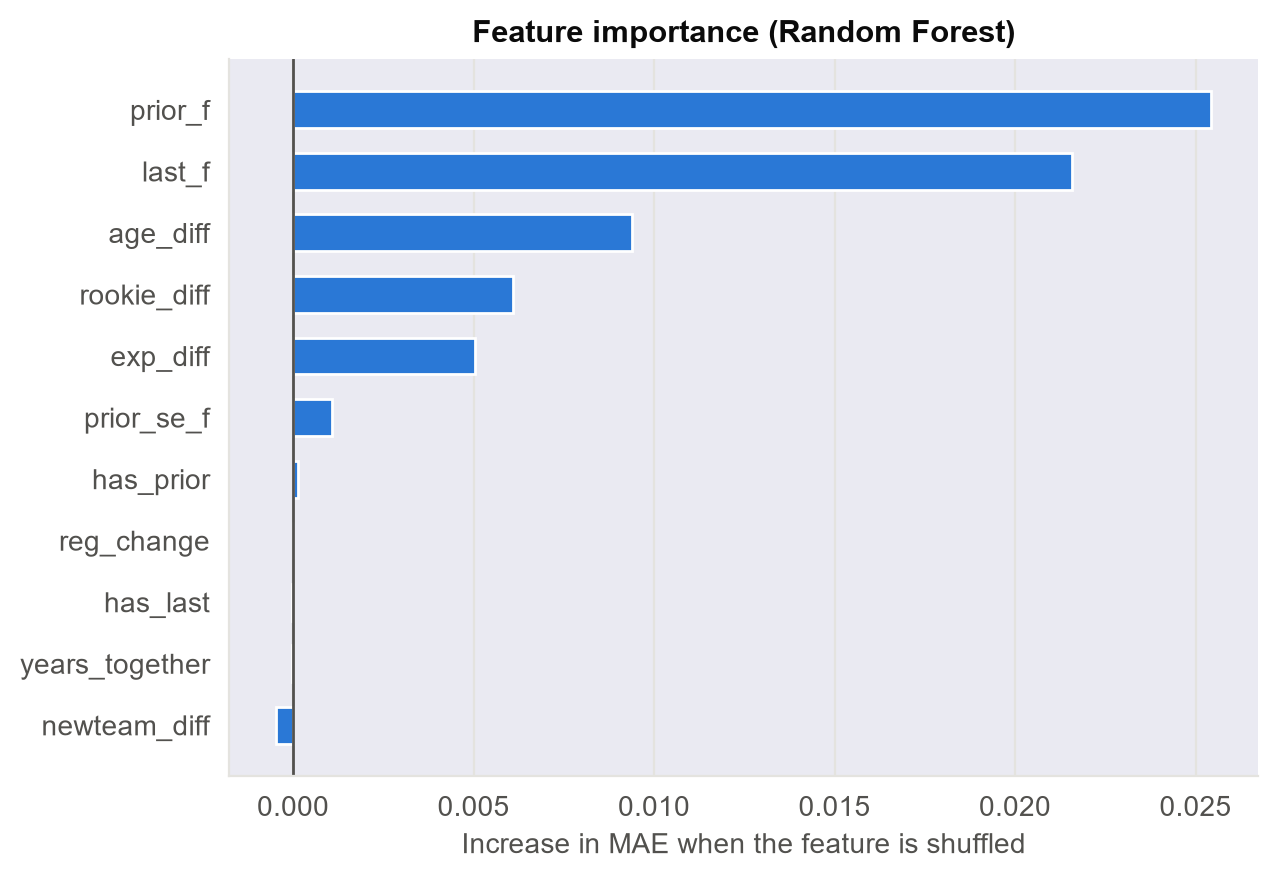 Feature importance (Random Forest)
prior_f
last_f
age_diff
rookie_diff
exp_diff
prior_se_f
has_prior
reg_change
has_last
years_together
newteam_diff
0.000 0.005 0.010 0.015 0.020 0.025
Increase in MAE when the feature is shuffled